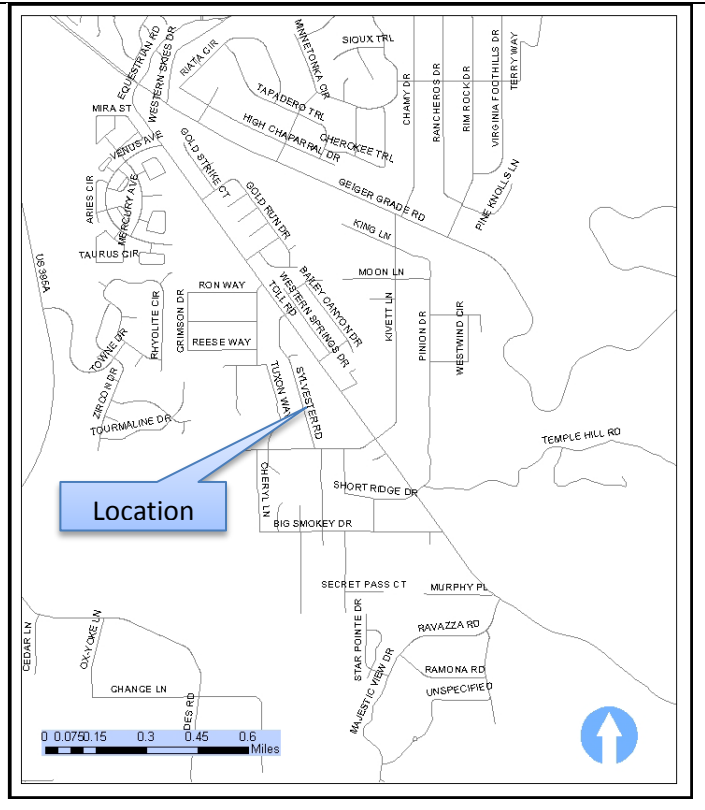 EQUESTRIAN RD
WESTERN SKIES DR
RIATA CIR
MINNETONKA CIR
SIOUX TRL
CHAMY DR
RANCHEROS DR
RIM ROCK DR
VIRGINIA FOOTHILLS DR
TERRY WAY
MIRA ST
TAPADERO TRL
HIGH CHAPARRAL DR
CHEROKEE TRL
VENUS AVE
GOLD STRIKE CT
GEIGER GRADE RD
PINE KNOLLS LN
ARIES CIR
MERCURY AVE
GOLD RUN DR
KING LN
TAURUS CIR
US 395A
RON WAY
TOLL RD
WESTERN SPRINGS DR
BAILEY CANYON DR
MOON LN
KIVETT LN
PINION DR
WESTWIND CIR
TOWNE DR
RHYOLITE CIR
CRIMSON DR
REESE WAY
ZIRCON DR
TOURMALINE DR
TUXON WAY
SYLVESTER RD
TEMPLE HILL RD
Location
CHERYL LN
SHORTRIDGE DR
BIG SMOKEY DR
SECRET PASS CT
MURPHY PL
STAR POINTE DR
RAVAZZA RD
CEDAR LN
OX-YOKE LN
MAJESTIC VIEW DR
RAMONA RD
CHANGE LN
UNSPECIFIED
DES RD
0 0.075 0.15 0.3 0.45 0.6
Miles